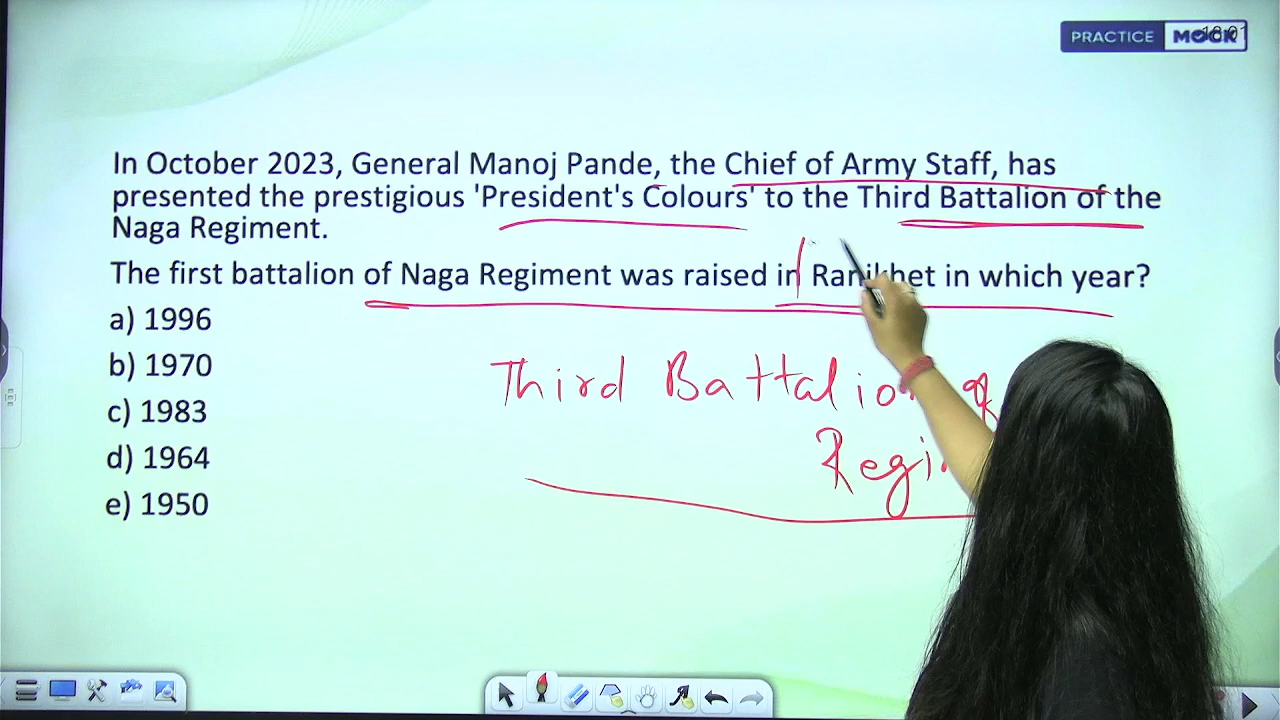 PRACTICE MOCK
In October 2023, General Manoj Pande, the Chief of Army Staff, has
presented the prestigious 'President's Colours' to the Third Battalion of the
Naga Regiment.
The first battalion of Naga Regiment was raised in Ranikhet in which year?
a) 1996
b) 1970
c) 1983
d) 1964
e) 1950
Third Battalion of